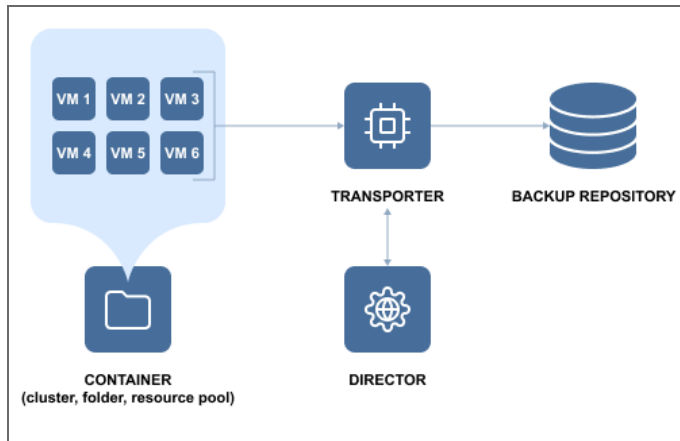 VM 1 VM 2 VM 3
VM 4 VM 5 VM 6
TRANSPORTER
BACKUP REPOSITORY
CONTAINER
(cluster, folder, resource pool)
DIRECTOR